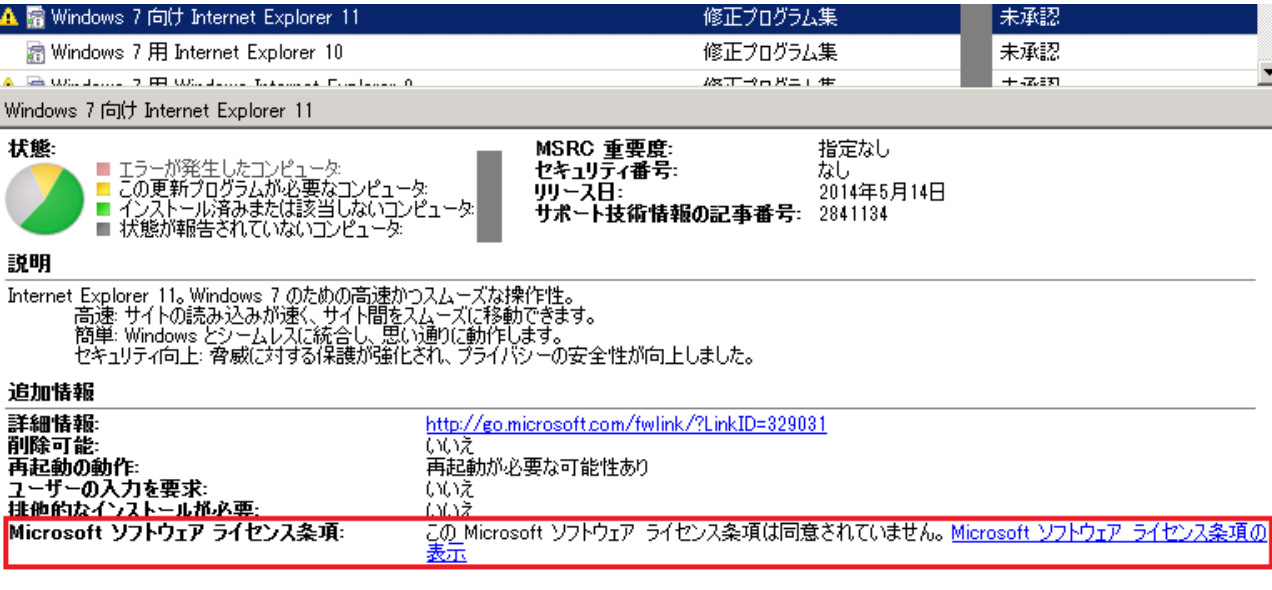 Windows 7 向け Internet Explorer 11 修正プログラム集 未承認
Windows 7 用 Internet Explorer 10 修正プログラム集 未承認
Windows 7 向け Internet Explorer 11
状態:
エラーが発生したコンピュータ:
この更新プログラムが必要なコンピュータ:
インストール済みまたは該当しないコンピュータ:
状態が報告されていないコンピュータ:
MSRC 重要度: 指定なし
セキュリティ番号: なし
リリース日: 2014年5月14日
サポート技術情報の記事番号: 2841134
説明
Internet Explorer 11。Windows 7 のための高速かつスムーズな操作性。
高速: サイトの読み込みが速く、サイト間をスムーズに移動できます。
簡単: Windows とシームレスに統合し、思い通りに動作します。
セキュリティ向上: 脅威に対する保護が強化され、プライバシーの安全性が向上しました。
追加情報
詳細情報: http://go.microsoft.com/fwlink/?LinkID=329031
削除可能: いいえ
再起動の動作: 再起動が必要な可能性あり
ユーザーの入力を要求: いいえ
排他的なインストールが必要: いいえ
Microsoft ソフトウェア ライセンス条項: この Microsoft ソフトウェア ライセンス条項は同意されていません。Microsoft ソフトウェア ライセンス条項の
表示